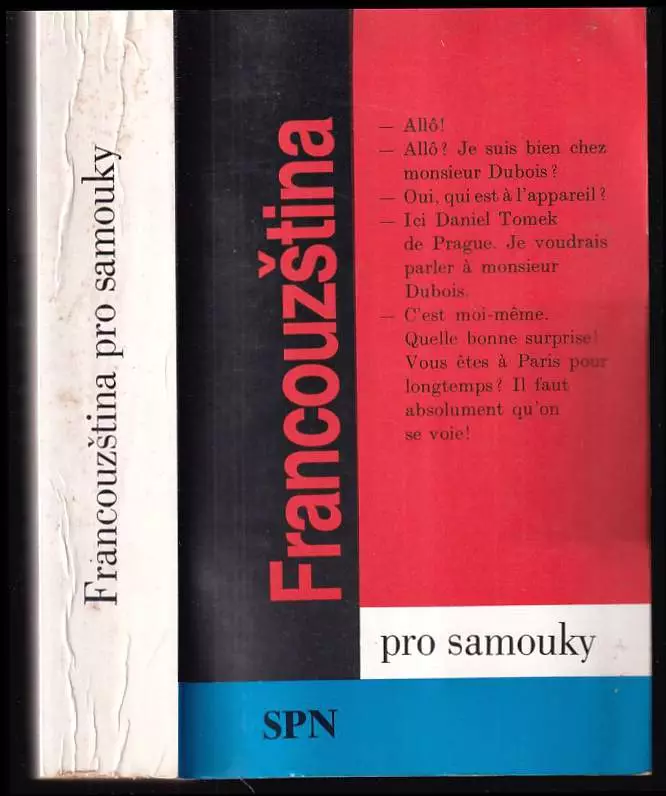 Francouzština pro samouky
Francouzština
— Allô!
— Allô? Je suis bien chez
monsieur Dubois?
— Oui, qui est à l'appareil?
— Ici Daniel Tomek
de Prague. Je voudrais
parler à monsieur
Dubois.
— C'est moi-même.
Quelle bonne surprise!
Vous êtes à Paris pour
longtemps? Il faut
absolument qu'on
se voie!
pro samouky
SPN